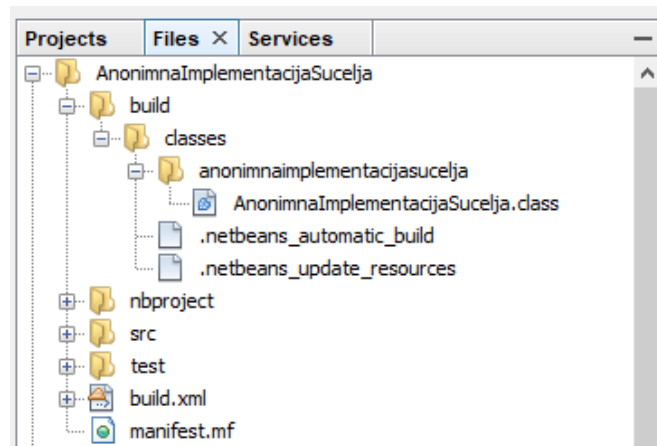 Projects Files × Services
AnonimnaImplementacijaSucelja
build
classes
anonimnaimplementacijasucelja
AnonimnaImplementacijaSucelja.class
.netbeans_automatic_build
.netbeans_update_resources
nbproject
src
test
build.xml
manifest.mf